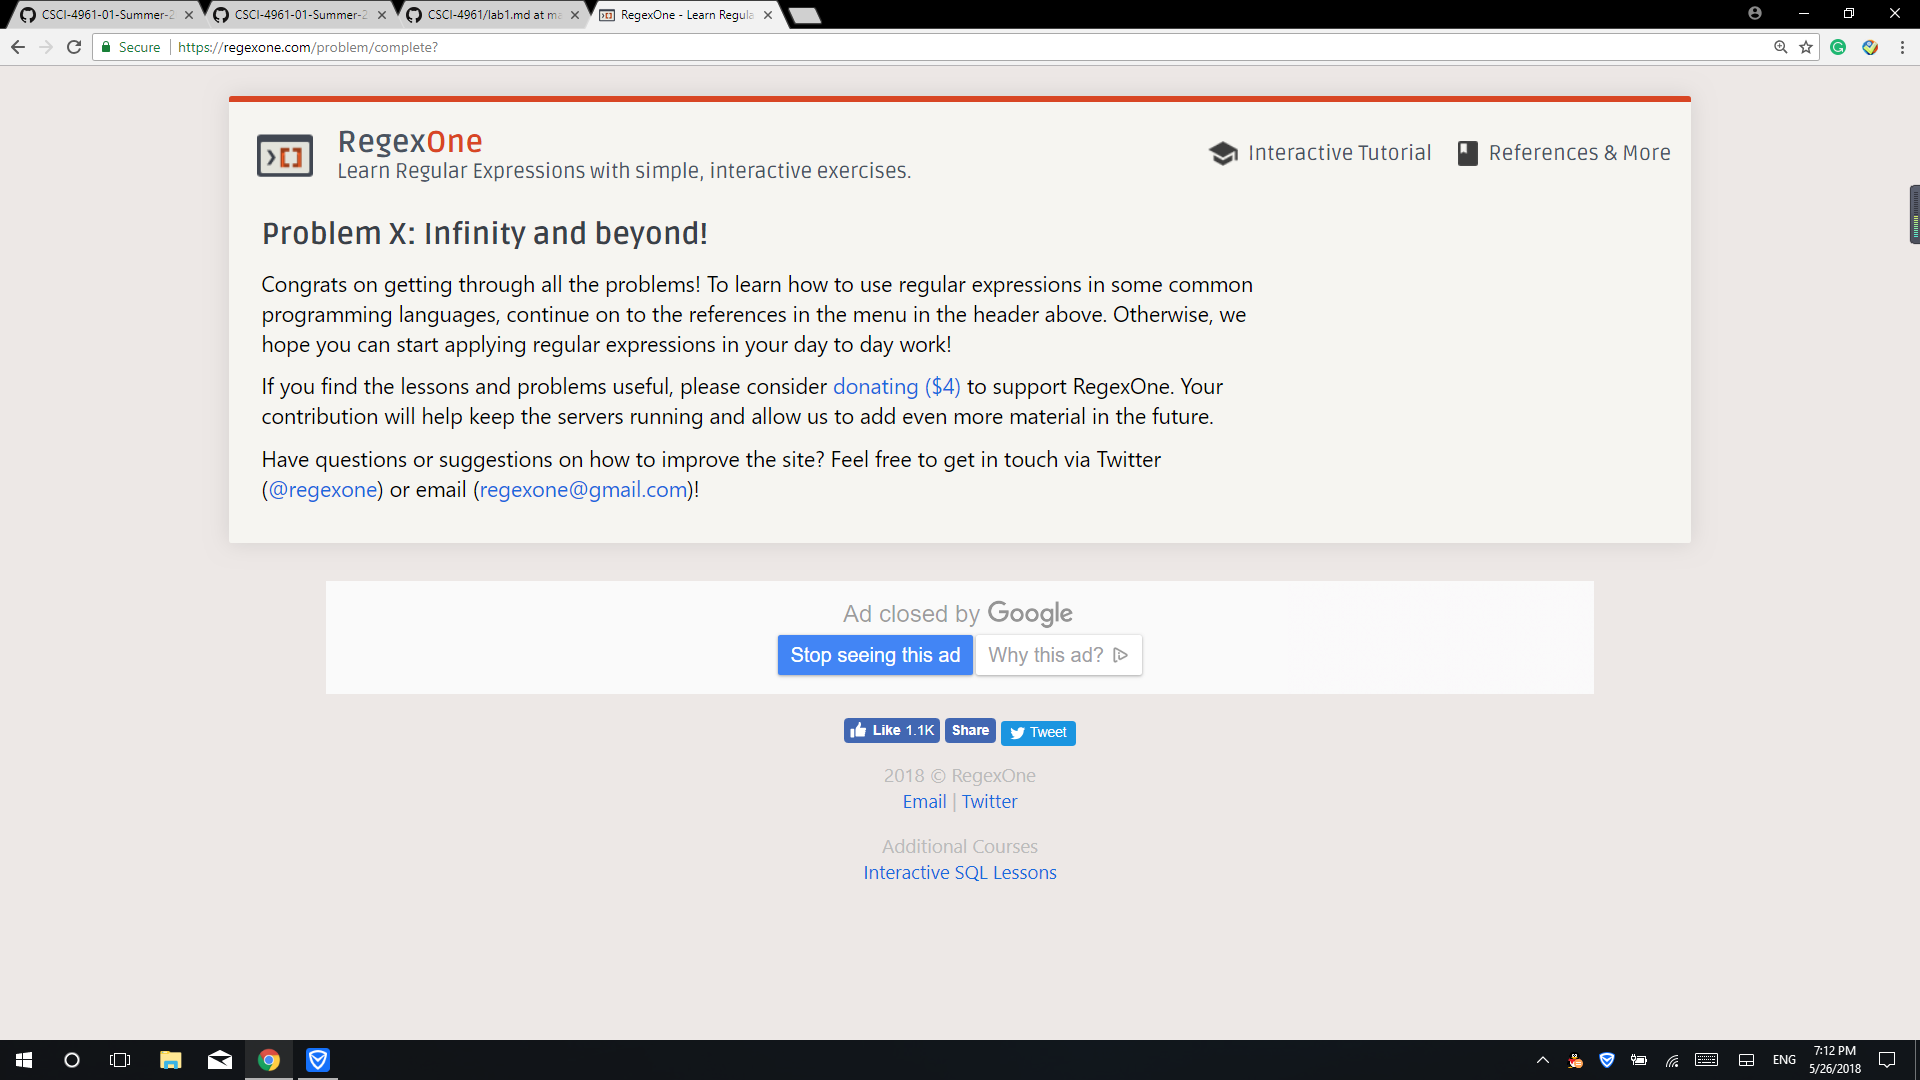 CSCI-4961-01-Summer-2
CSCI-4961-01-Summer-2
CSCI-4961/lab1.md at ma
RegexOne - Learn Regula
Secure https://regexone.com/problem/complete?
RegexOne
Learn Regular Expressions with simple, interactive exercises.
Interactive Tutorial
References & More
Problem X: Infinity and beyond!
Congrats on getting through all the problems! To learn how to use regular expressions in some common
programming languages, continue on to the references in the menu in the header above. Otherwise, we
hope you can start applying regular expressions in your day to day work!
If you find the lessons and problems useful, please consider donating ($4) to support RegexOne. Your
contribution will help keep the servers running and allow us to add even more material in the future.
Have questions or suggestions on how to improve the site? Feel free to get in touch via Twitter
(@regexone) or email (regexone@gmail.com)!
Ad closed by Google
Stop seeing this ad
Why this ad?
Like 1.1K
Share
Tweet
2018 © RegexOne
Email | Twitter
Additional Courses
Interactive SQL Lessons
ENG
7:12 PM
5/26/2018